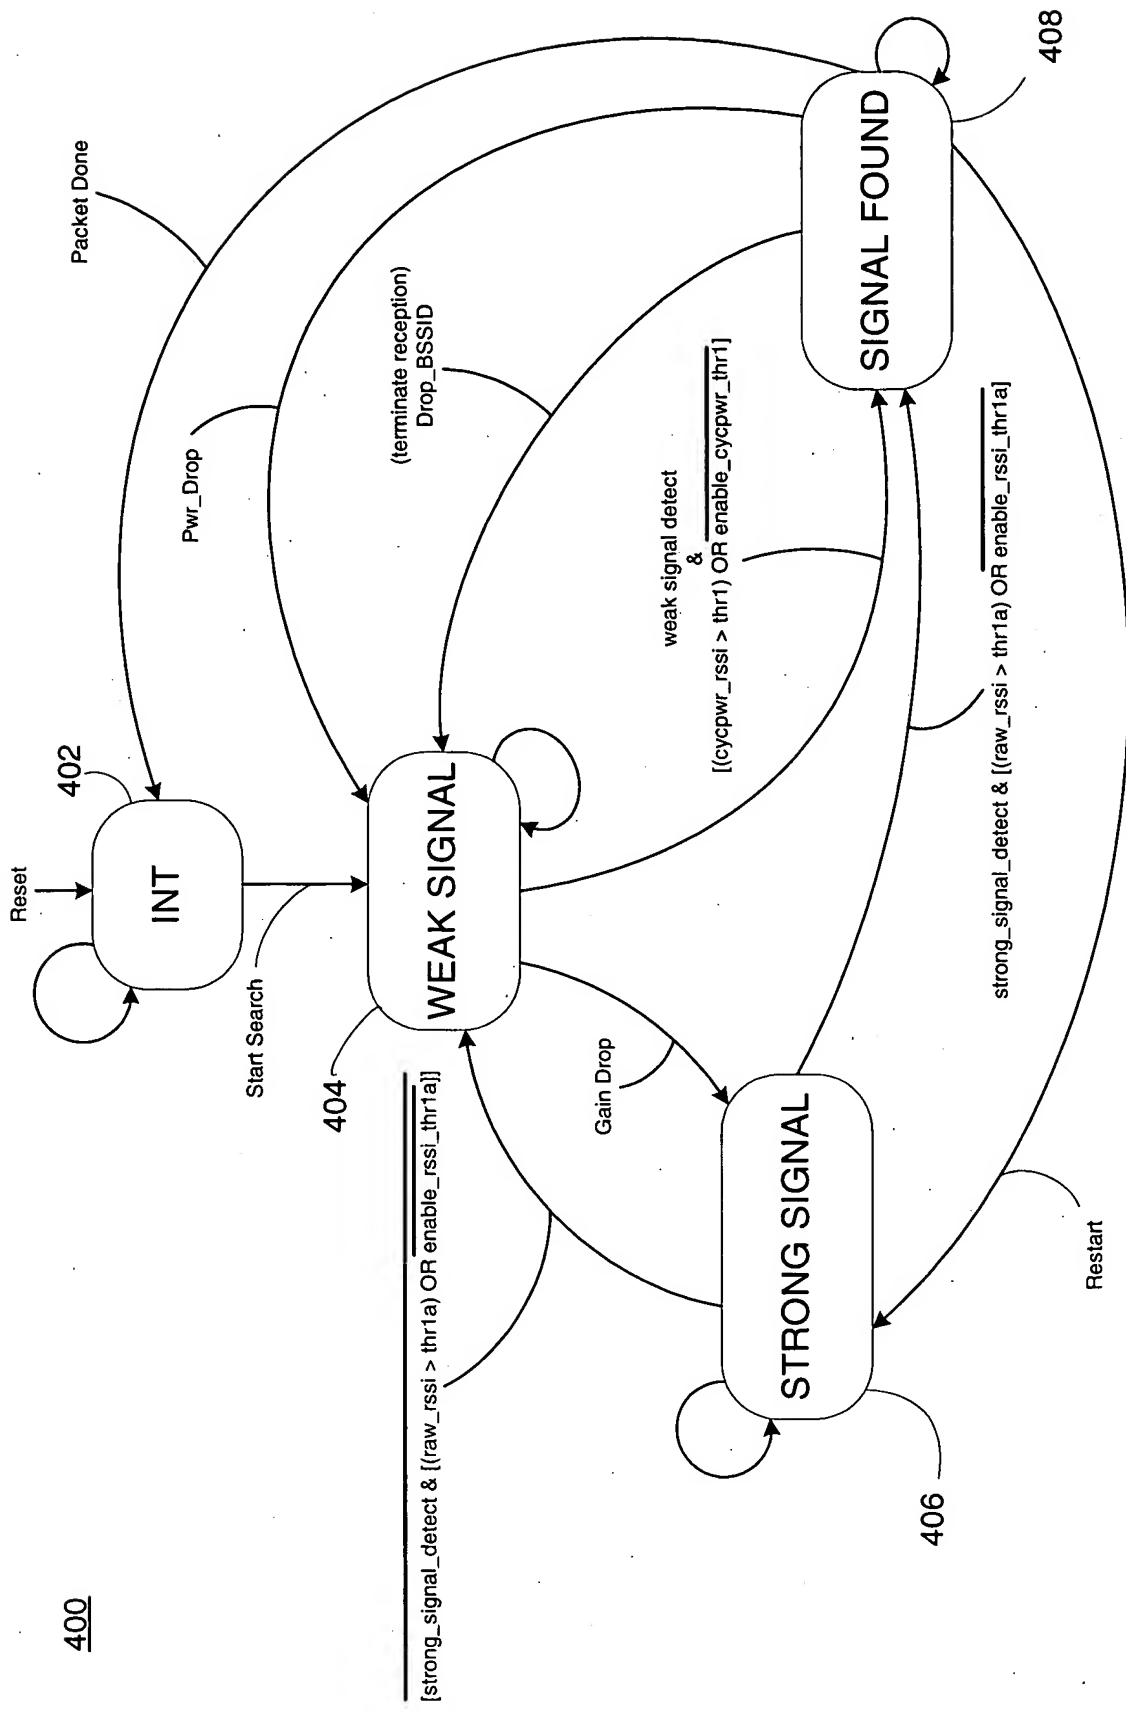 400
Reset
402
INT
Start Search
Packet Done
Pwr_Drop
(terminate reception)
Drop_BSSID
404
WEAK SIGNAL
[strong_signal_detect & [(raw_rssi > thr1a) OR enable_rssi_thr1a]]
Gain Drop
weak signal detect
&
[(cycpwr_rssi > thr1) OR enable_cycpwr_thr1]
408
SIGNAL FOUND
406
STRONG SIGNAL
strong_signal_detect & [(raw_rssi > thr1a) OR enable_rssi_thr1a]
Restart